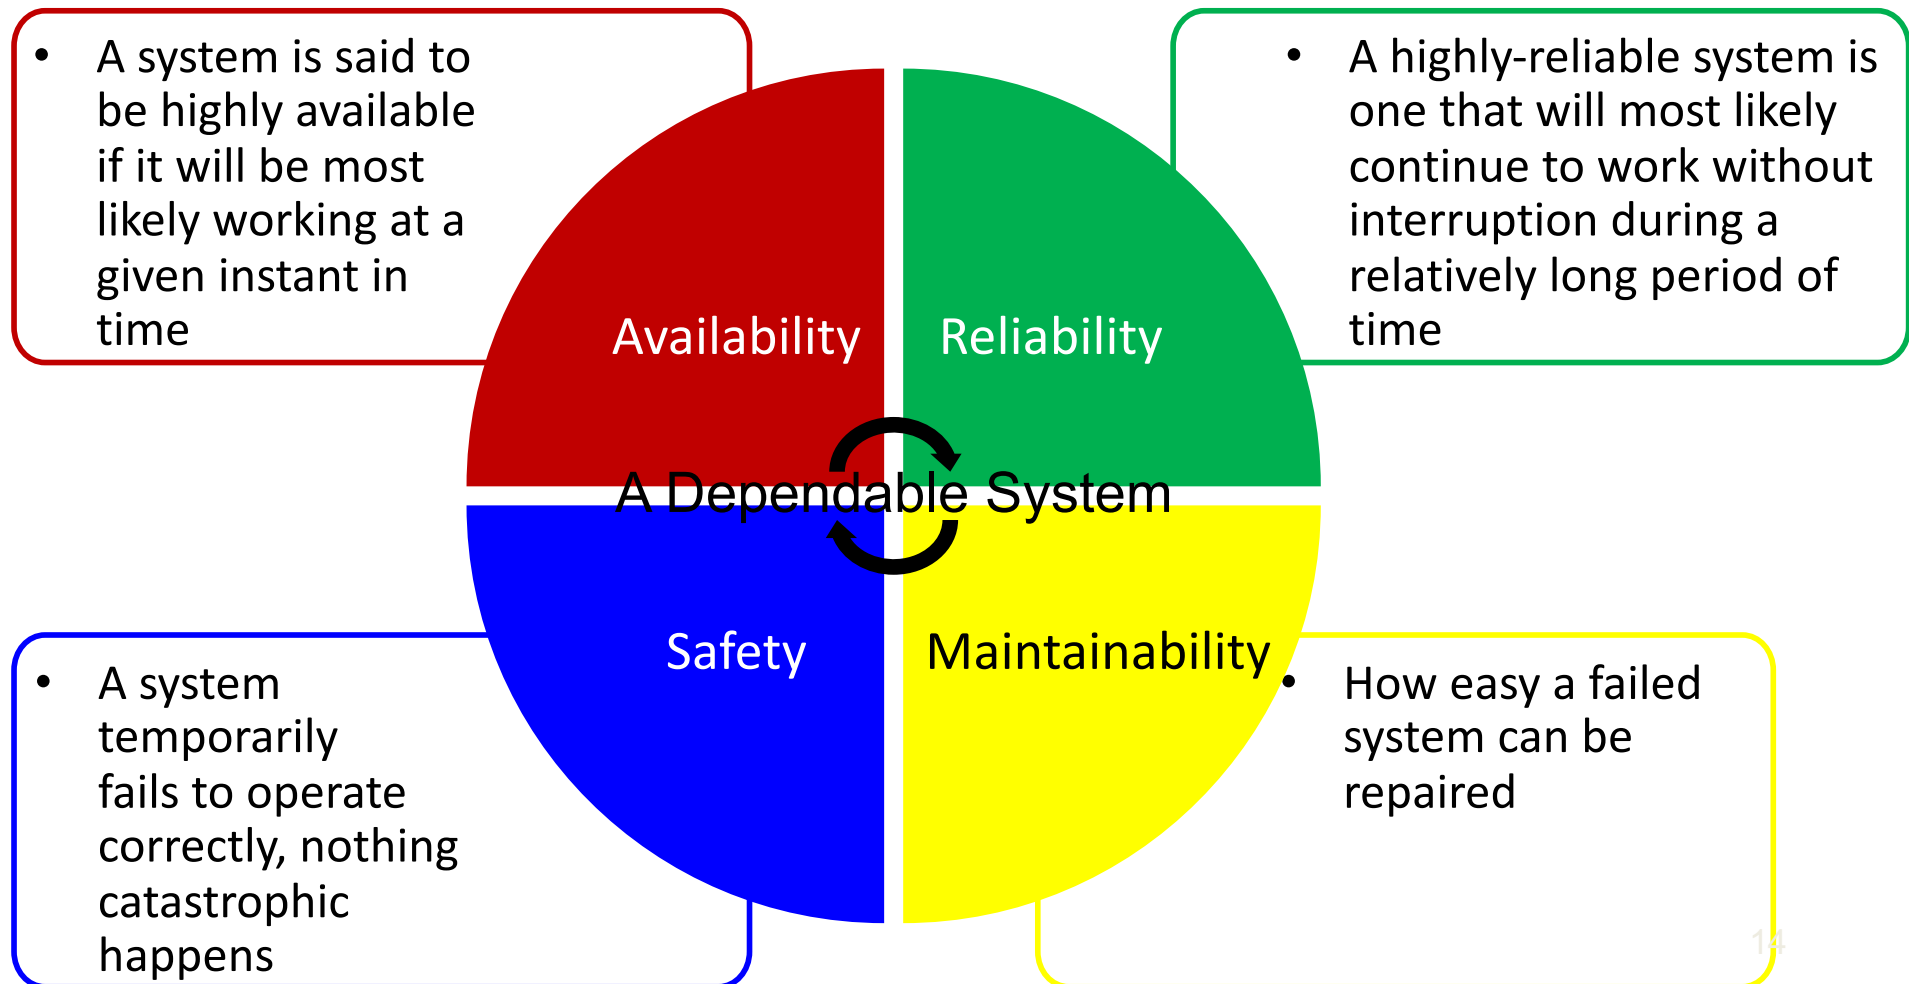 • A system is said to
be highly available
if it will be most
likely working at a
given instant in
time
• A highly-reliable system is
one that will most likely
continue to work without
interruption during a
relatively long period of
time
Availability
Reliability
A Dependable System
Safety
Maintainability
• A system
temporarily
fails to operate
correctly, nothing
catastrophic
happens
• How easy a failed
system can be
repaired
14